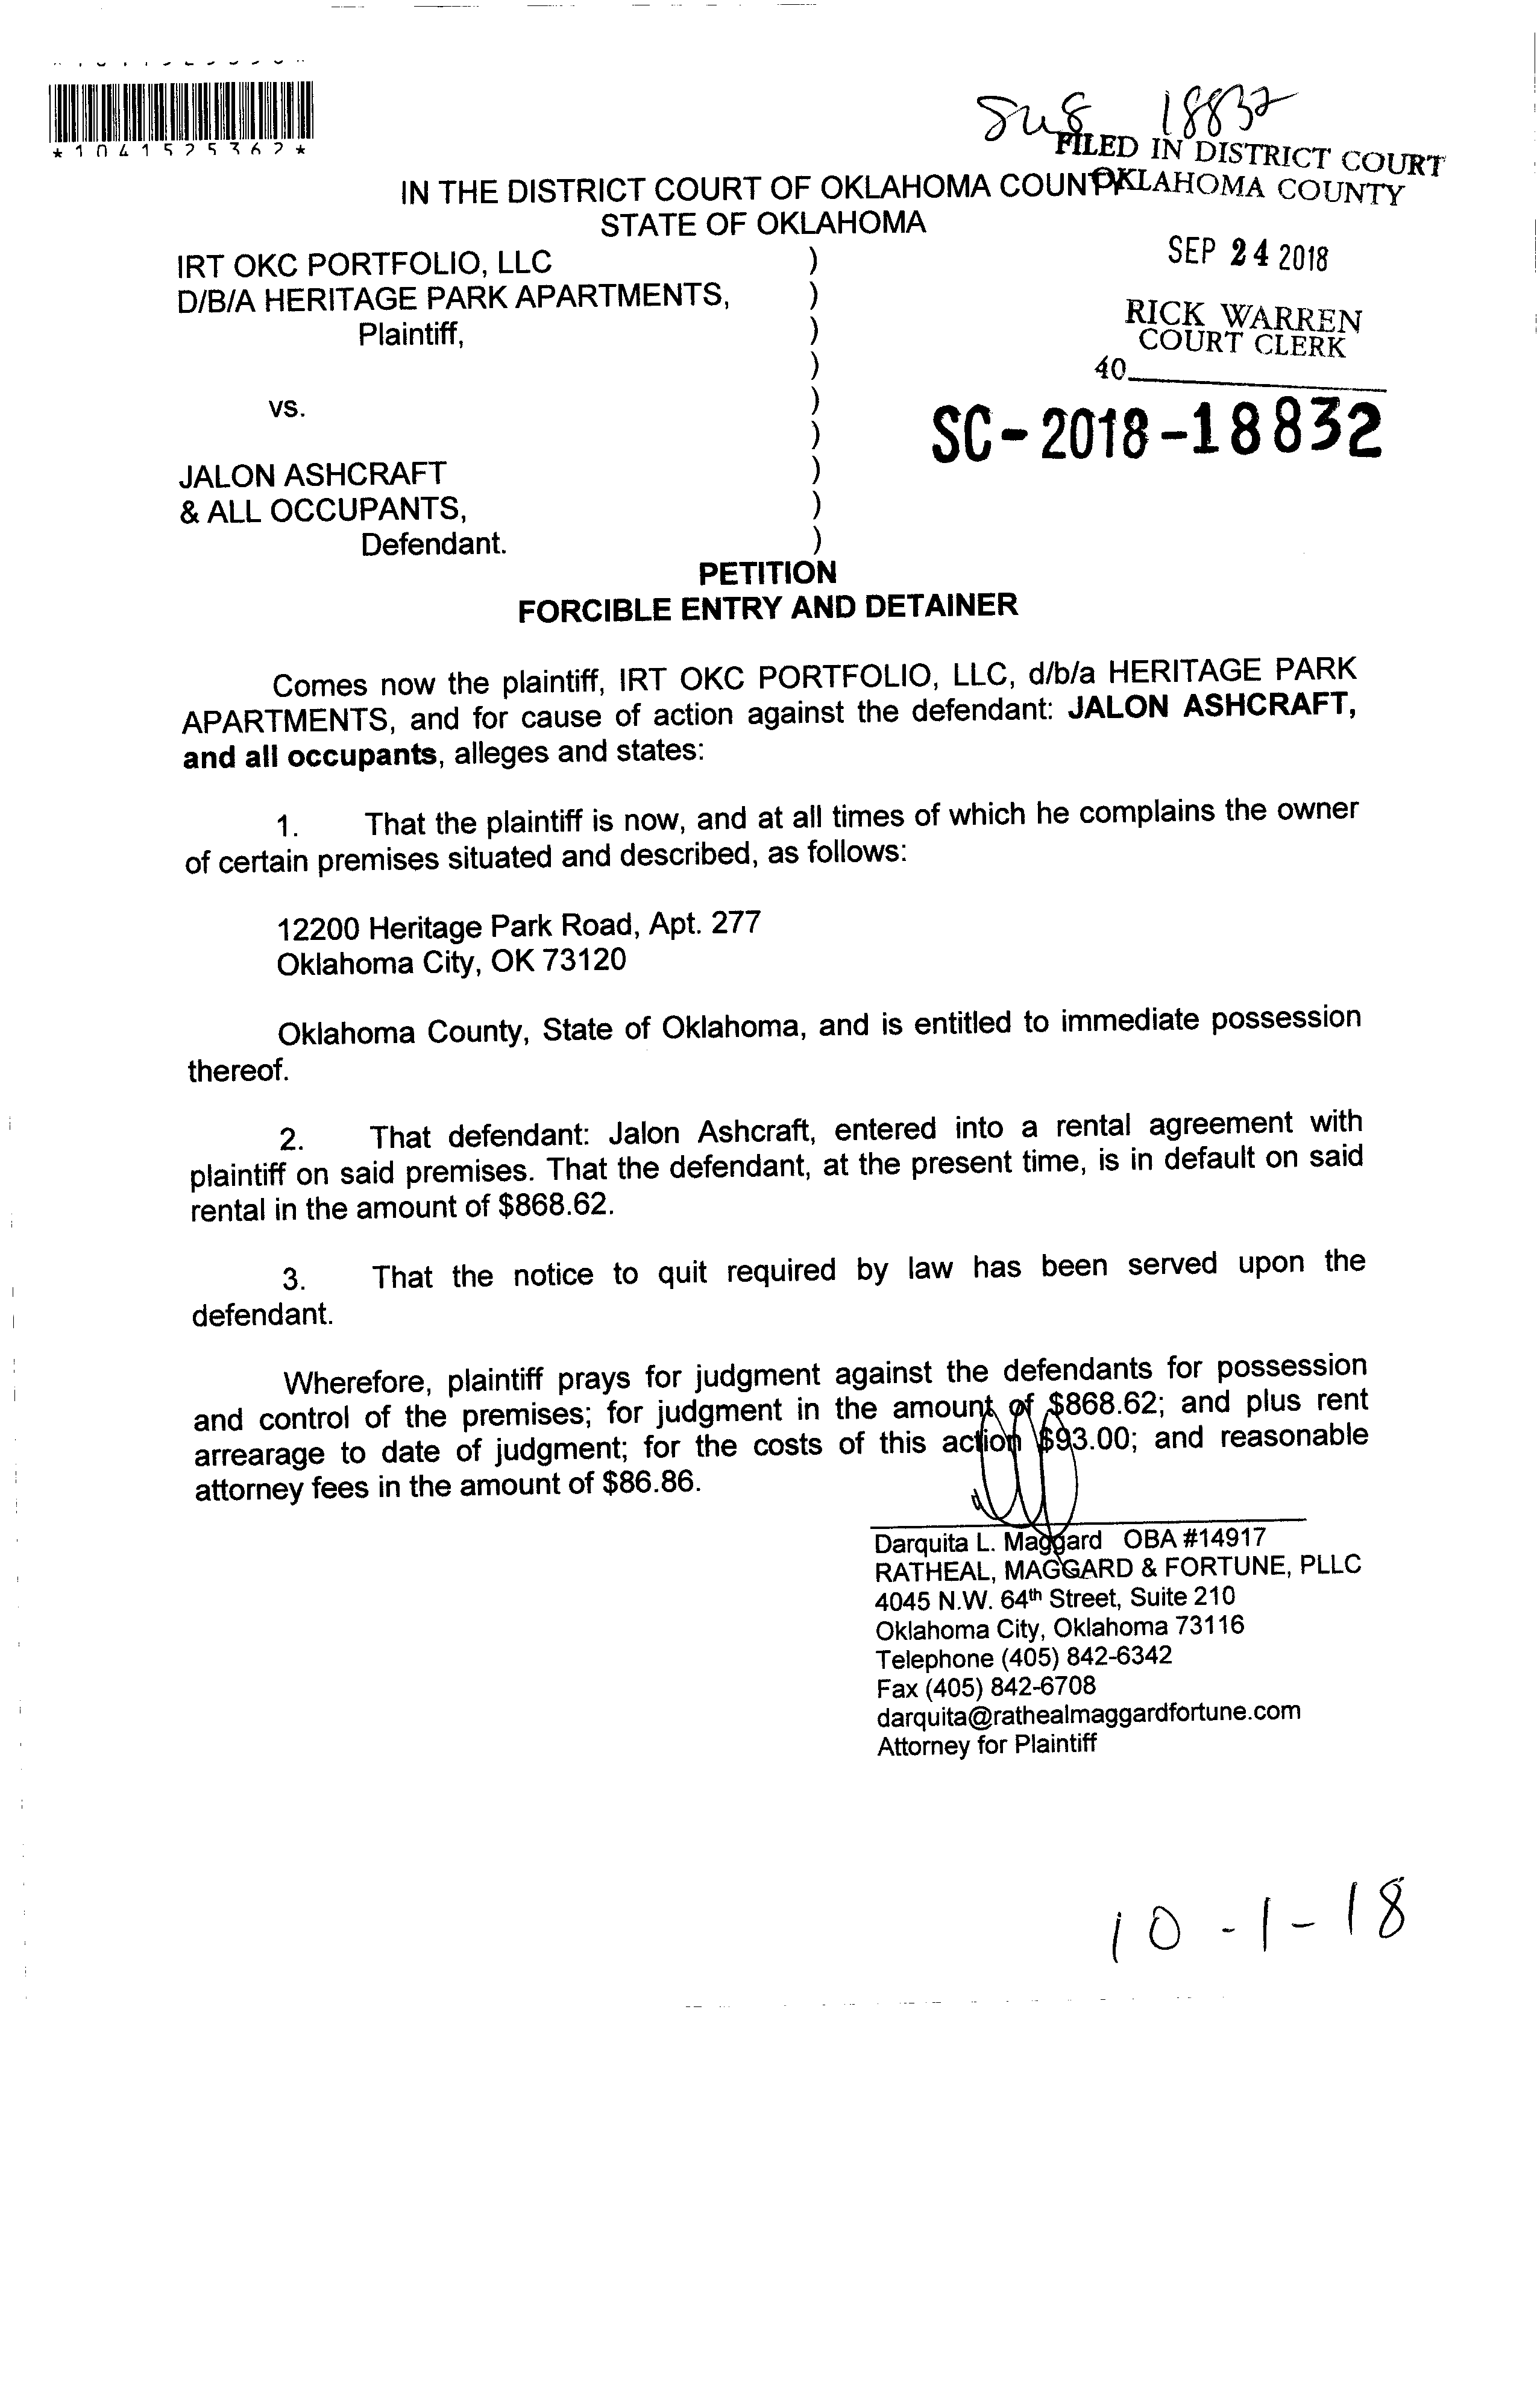 *1041525362*
18832
FILED IN DISTRICT COURT
OKLAHOMA COUNTY
IN THE DISTRICT COURT OF OKLAHOMA COUNTY
STATE OF OKLAHOMA
SEP 24 2018
RICK WARREN
COURT CLERK
40
SC-2018-18832
IRT OKC PORTFOLIO, LLC )
D/B/A HERITAGE PARK APARTMENTS, )
Plaintiff, )
)
vs. )
)
JALON ASHCRAFT )
& ALL OCCUPANTS, )
Defendant. )
PETITION
FORCIBLE ENTRY AND DETAINER
Comes now the plaintiff, IRT OKC PORTFOLIO, LLC, d/b/a HERITAGE PARK
APARTMENTS, and for cause of action against the defendant: JALON ASHCRAFT,
and all occupants, alleges and states:
1. That the plaintiff is now, and at all times of which he complains the owner
of certain premises situated and described, as follows:
12200 Heritage Park Road, Apt. 277
Oklahoma City, OK 73120
Oklahoma County, State of Oklahoma, and is entitled to immediate possession
thereof.
2. That defendant: Jalon Ashcraft, entered into a rental agreement with
plaintiff on said premises. That the defendant, at the present time, is in default on said
rental in the amount of $868.62.
3. That the notice to quit required by law has been served upon the
defendant.
Wherefore, plaintiff prays for judgment against the defendants for possession
and control of the premises; for judgment in the amount of $868.62; and plus rent
arrearage to date of judgment; for the costs of this action $93.00; and reasonable
attorney fees in the amount of $86.86.
Darquita L. Maggard OBA #14917
RATHEAL, MAGGARD & FORTUNE, PLLC
4045 N.W. 64th Street, Suite 210
Oklahoma City, Oklahoma 73116
Telephone (405) 842-6342
Fax (405) 842-6708
darquita@rathealmaggardfortune.com
Attorney for Plaintiff
10-1-18